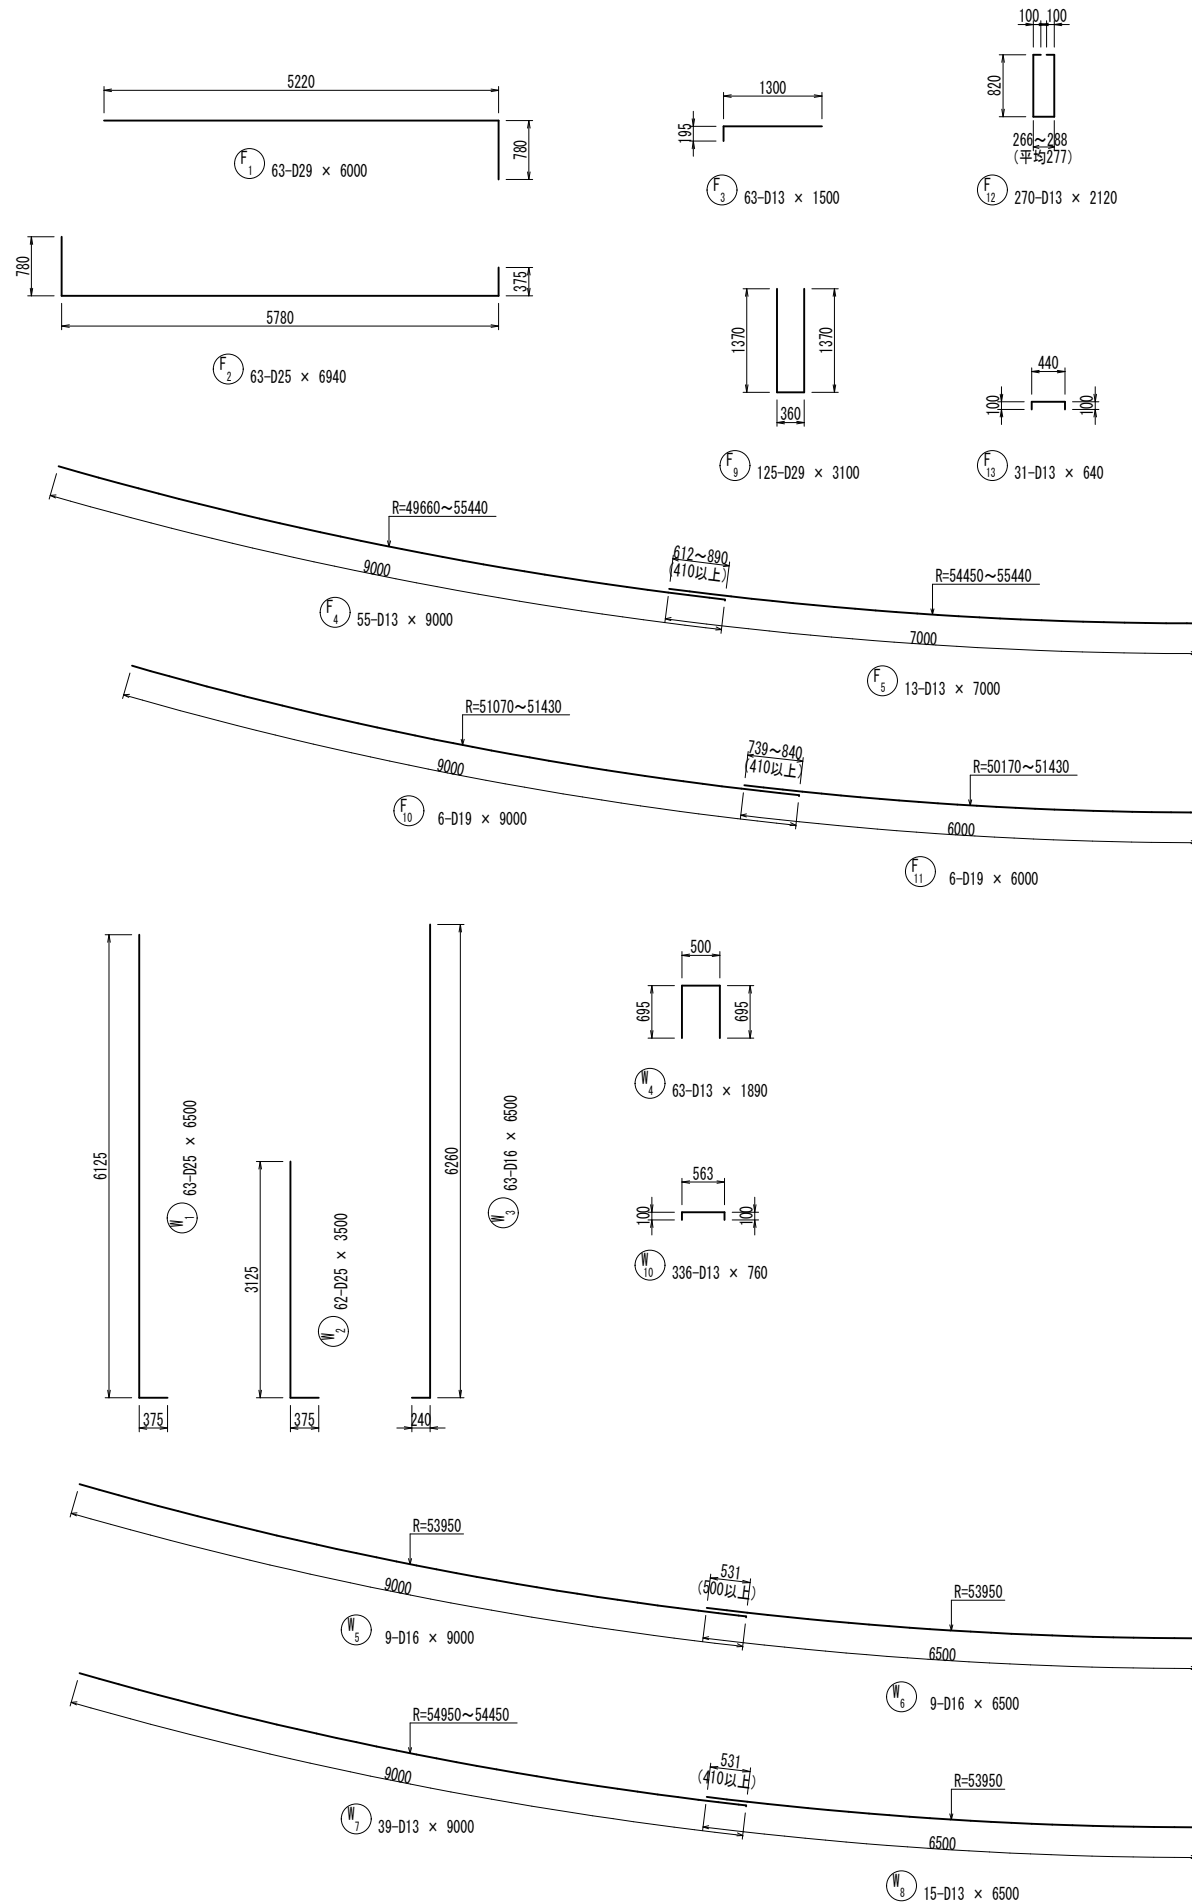 100 100
820
266～288
(平均277)
F12 270-D13 × 2120
5220
780
F1 63-D29 × 6000
1300
195
F3 63-D13 × 1500
780
375
5780
F2 63-D25 × 6940
1370
1370
360
F9 125-D29 × 3100
440
100
100
F13 31-D13 × 640
R=49660～55440
9000
F4 55-D13 × 9000
612～890
(410以上)
R=54450～55440
7000
F5 13-D13 × 7000
R=51070～51430
9000
F10 6-D19 × 9000
739～840
(410以上)
R=50170～51430
6000
F11 6-D19 × 6000
6125
375
W1 63-D25 × 6500
3125
375
W2 62-D25 × 3500
6260
240
W3 63-D16 × 6500
500
695
695
W4 63-D13 × 1890
563
100
100
W10 336-D13 × 760
R=53950
9000
W5 9-D16 × 9000
531
(500以上)
R=53950
6500
W6 9-D16 × 6500
R=54950～54450
9000
W7 39-D13 × 9000
531
(410以上)
R=53950
6500
W8 15-D13 × 6500